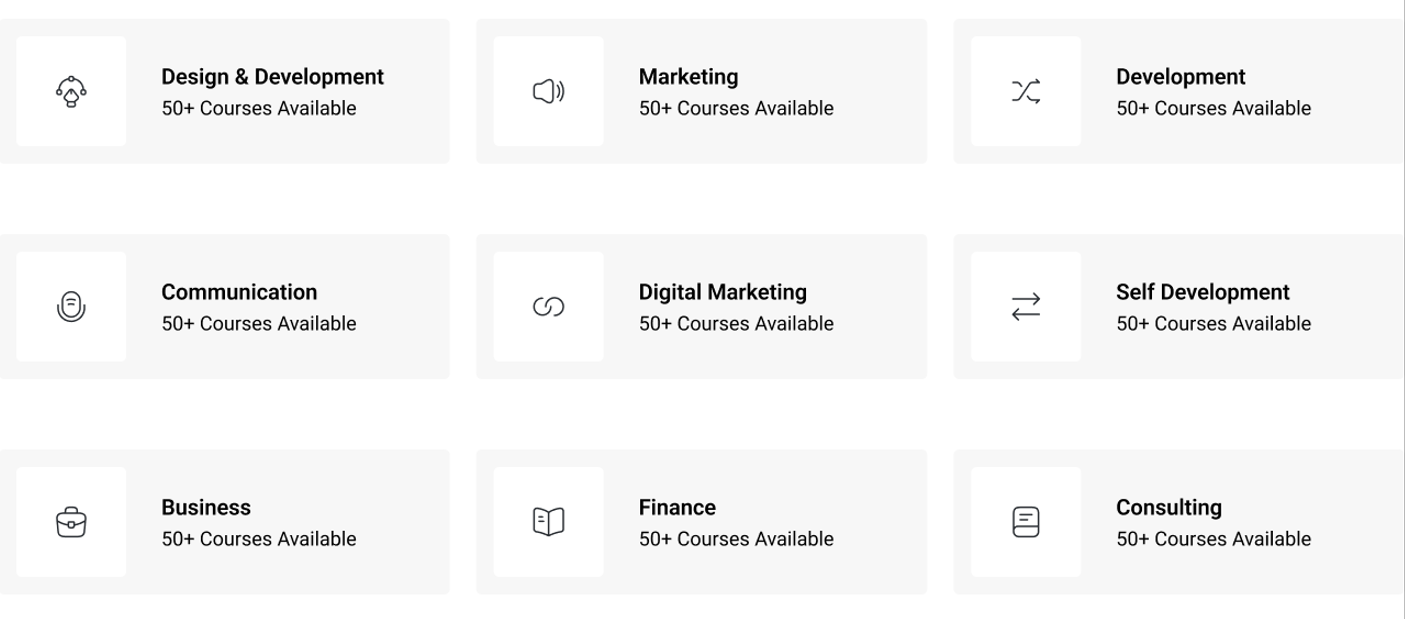 Design & Development
50+ Courses Available
Marketing
50+ Courses Available
Development
50+ Courses Available
Communication
50+ Courses Available
Digital Marketing
50+ Courses Available
Self Development
50+ Courses Available
Business
50+ Courses Available
Finance
50+ Courses Available
Consulting
50+ Courses Available